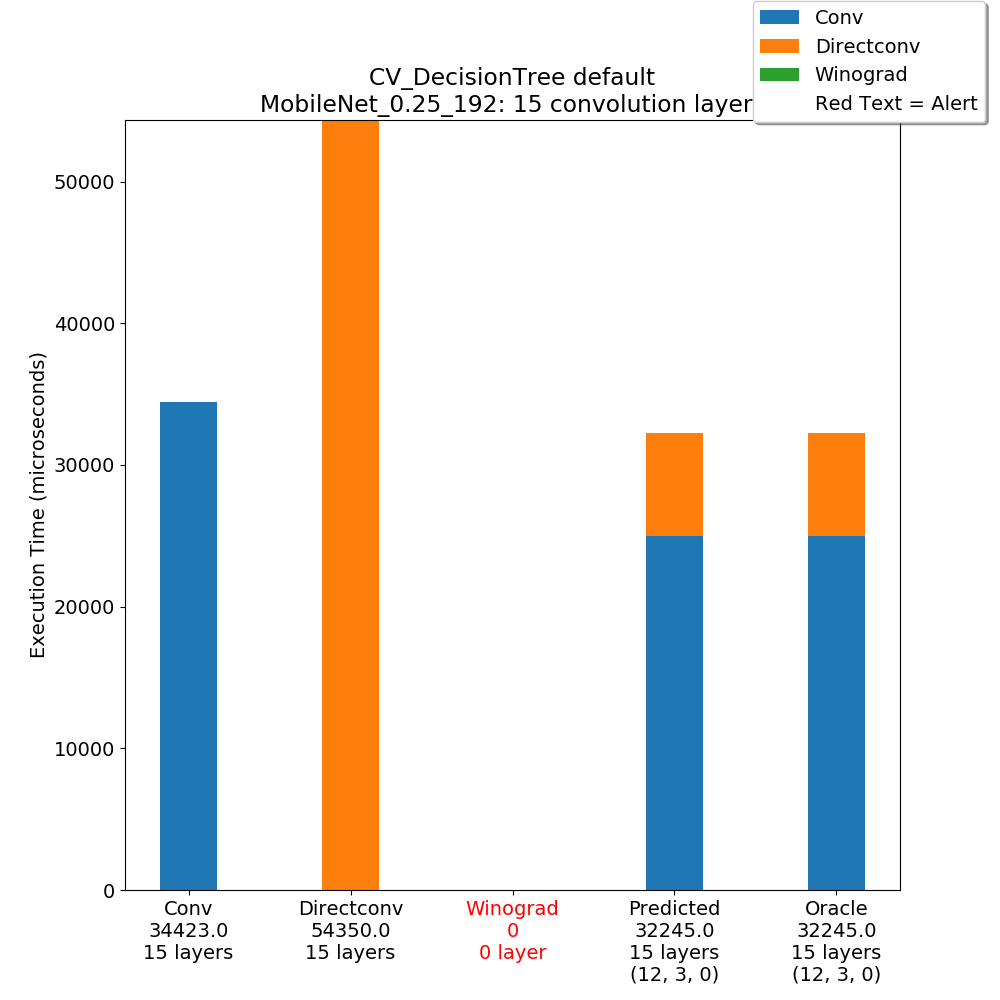 Conv
Directconv
Winograd
Red Text = Alert
CV_DecisionTree default
MobileNet_0.25_192: 15 convolution layer
Execution Time (microseconds)
50000
40000
30000
20000
10000
0
Conv
34423.0
15 layers
Directconv
54350.0
15 layers
Winograd
0
0 layer
Predicted
32245.0
15 layers
(12, 3, 0)
Oracle
32245.0
15 layers
(12, 3, 0)